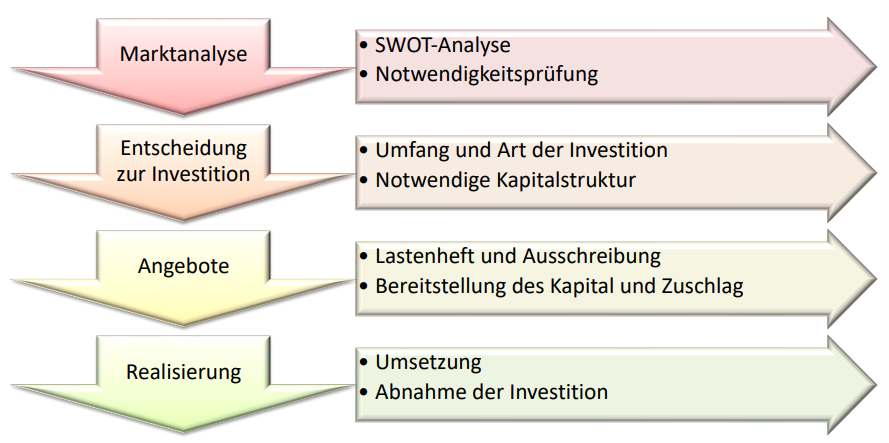 Marktanalyse
• SWOT-Analyse
• Notwendigkeitsprüfung
Entscheidung
zur Investition
• Umfang und Art der Investition
• Notwendige Kapitalstruktur
Angebote
• Lastenheft und Ausschreibung
• Bereitstellung des Kapital und Zuschlag
Realisierung
• Umsetzung
• Abnahme der Investition